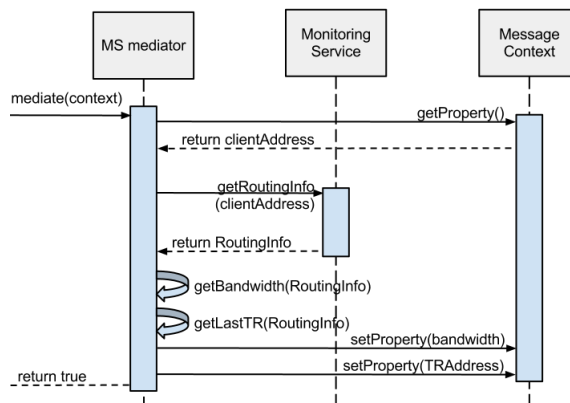 MS mediator
Monitoring
Service
Message
Context
mediate(context)
getProperty()
return clientAddress
getRoutingInfo
(clientAddress)
return RoutingInfo
getBandwidth(RoutingInfo)
getLastTR(RoutingInfo)
setProperty(bandwidth)
setProperty(TRAddress)
return true